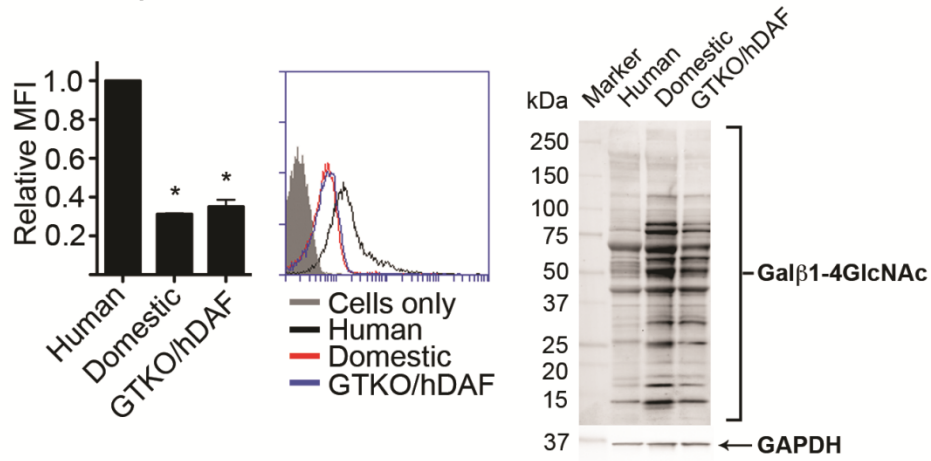 Relative MFI
1.0
0.8
0.6
0.4
0.2
*
*
Human
Domestic
GTKO/hDAF
Cells only
Human
Domestic
GTKO/hDAF
Marker
Human
Domestic
GTKO/hDAF
kDa
250
150
100
75
50
37
25
20
15
37
Galβ1-4GlcNAc
GAPDH